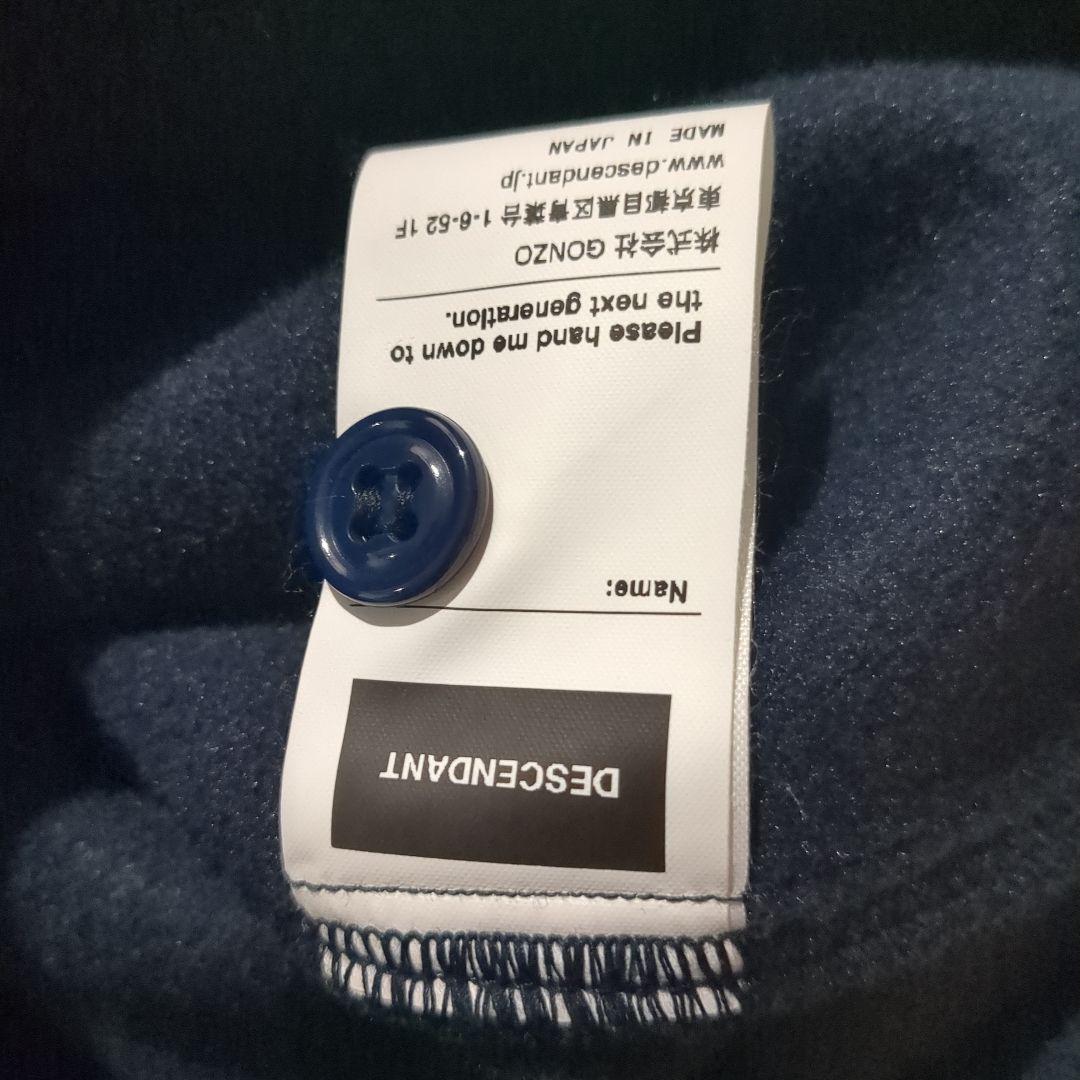 DESCENDANT
Name:
Please hand me down to
the next generation.
株式会社 GONZO
東京都目黒区青葉台 1-6-52 1F
www.descendant.jp
MADE IN JAPAN